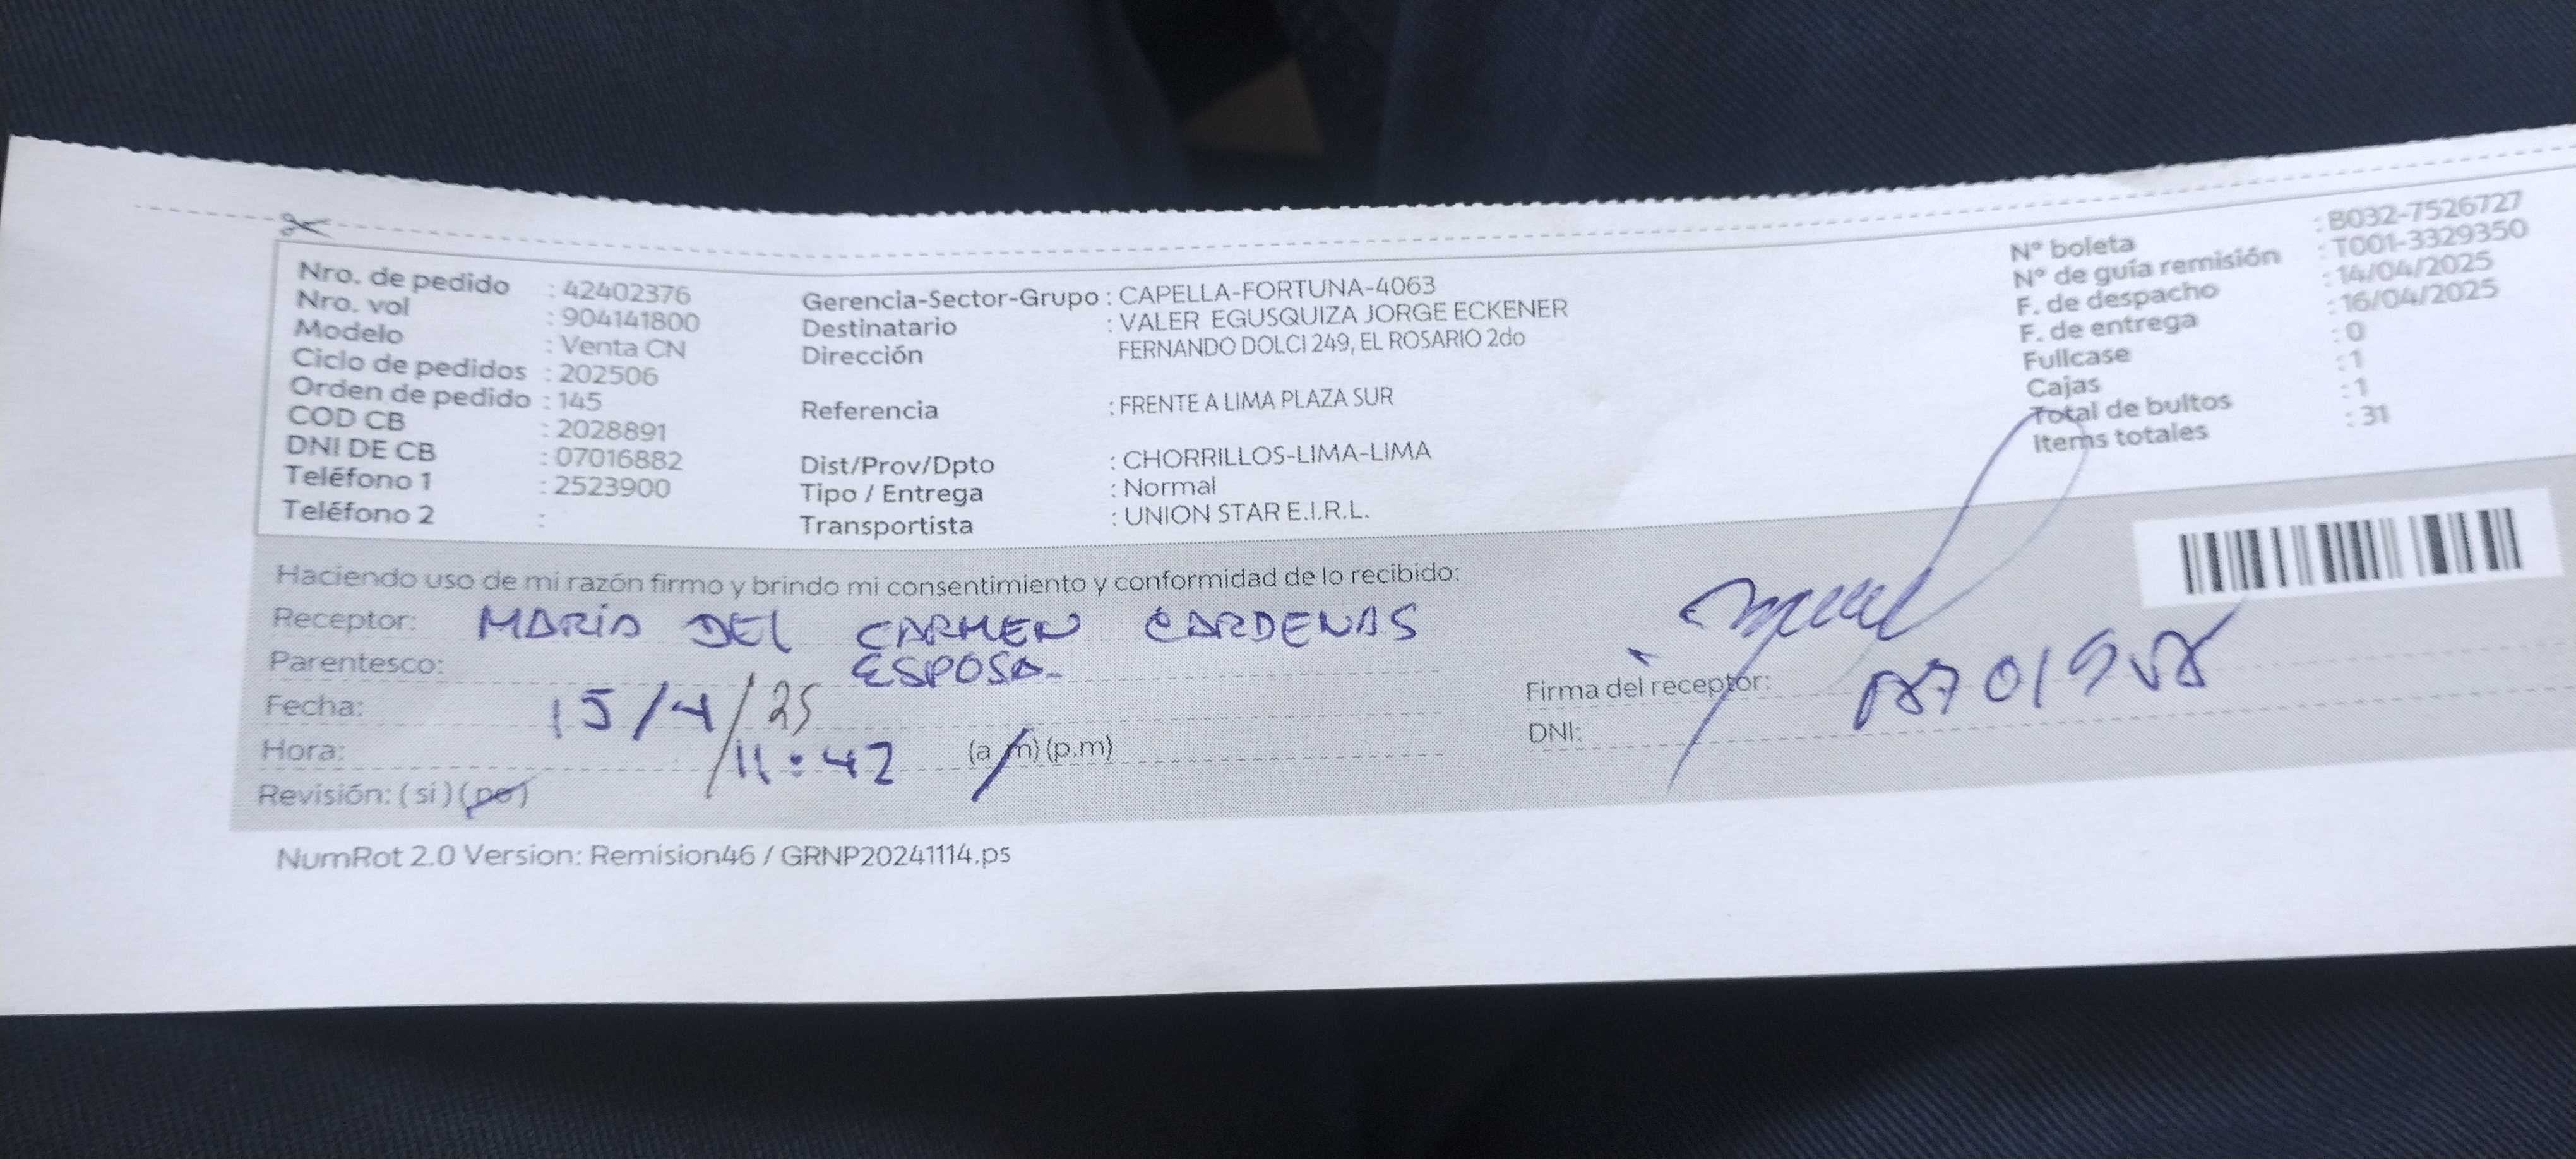 Nro. de pedido : 42402376
Nro. vol : 904141800
Modelo : Venta CN
Ciclo de pedidos : 202506
Orden de pedido : 145
COD CB : 2028891
DNI DE CB : 07016882
Teléfono 1 : 2523900
Teléfono 2 :
Gerencia-Sector-Grupo : CAPELLA-FORTUNA-4063
Destinatario : VALER EGUSQUIZA JORGE ECKENER
Dirección FERNANDO DOLCI 249, EL ROSARIO 2do
Referencia : FRENTE A LIMA PLAZA SUR
Dist/Prov/Dpto : CHORRILLOS-LIMA-LIMA
Tipo / Entrega : Normal
Transportista : UNION STAR E.I.R.L.
N° boleta : B032-7526727
N° de guía remisión : T001-3329350
F. de despacho : 14/04/2025
F. de entrega : 16/04/2025
Fullcase : 0
Cajas : 1
Total de bultos : 1
Items totales : 31
Haciendo uso de mi razón firmo y brindo mi consentimiento y conformidad de lo recibido:
Receptor: MARIA DEL CARMEN CARDENAS
Parentesco: ESPOSA
Fecha: 15/4/25
Hora: 11:42 (a.m) (p.m)
Revisión: (si) (no)
Firma del receptor:
DNI:
NumRot 2.0 Version: Remision46 / GRNP20241114.ps